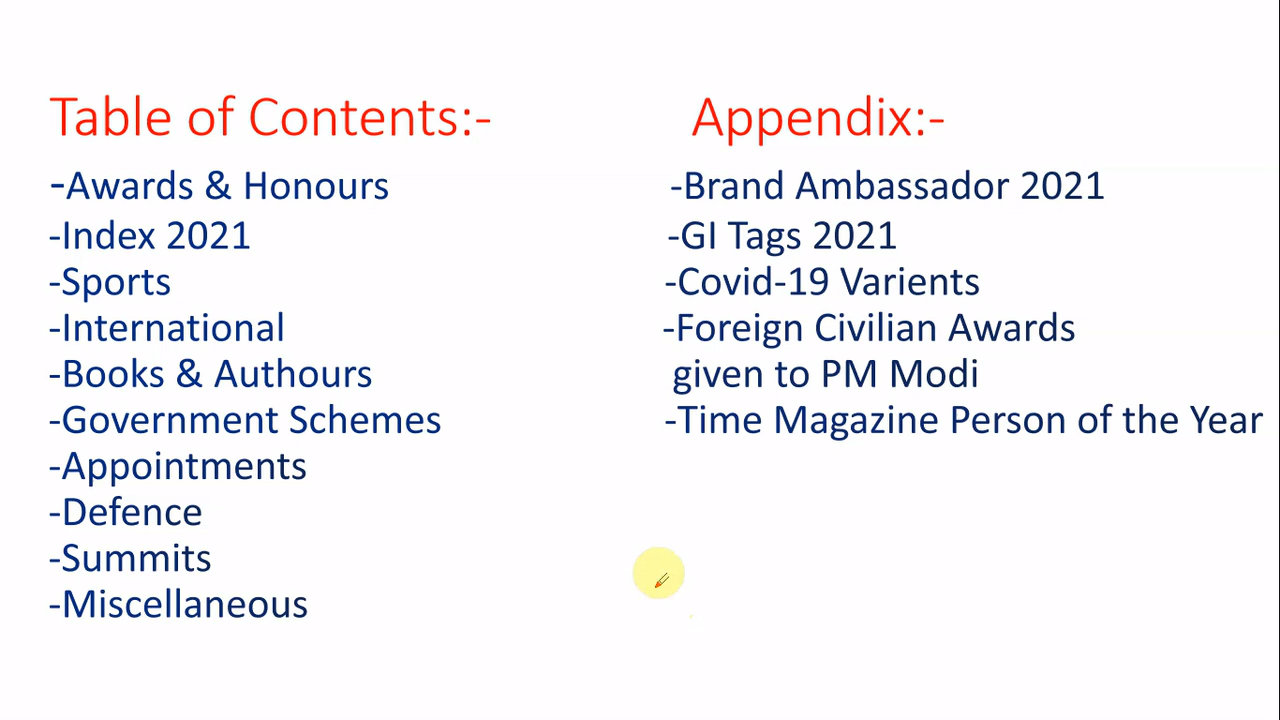 Table of Contents:-
-Awards & Honours
-Index 2021
-Sports
-International
-Books & Authours
-Government Schemes
-Appointments
-Defence
-Summits
-Miscellaneous
Appendix:-
-Brand Ambassador 2021
-GI Tags 2021
-Covid-19 Varients
-Foreign Civilian Awards
given to PM Modi
-Time Magazine Person of the Year